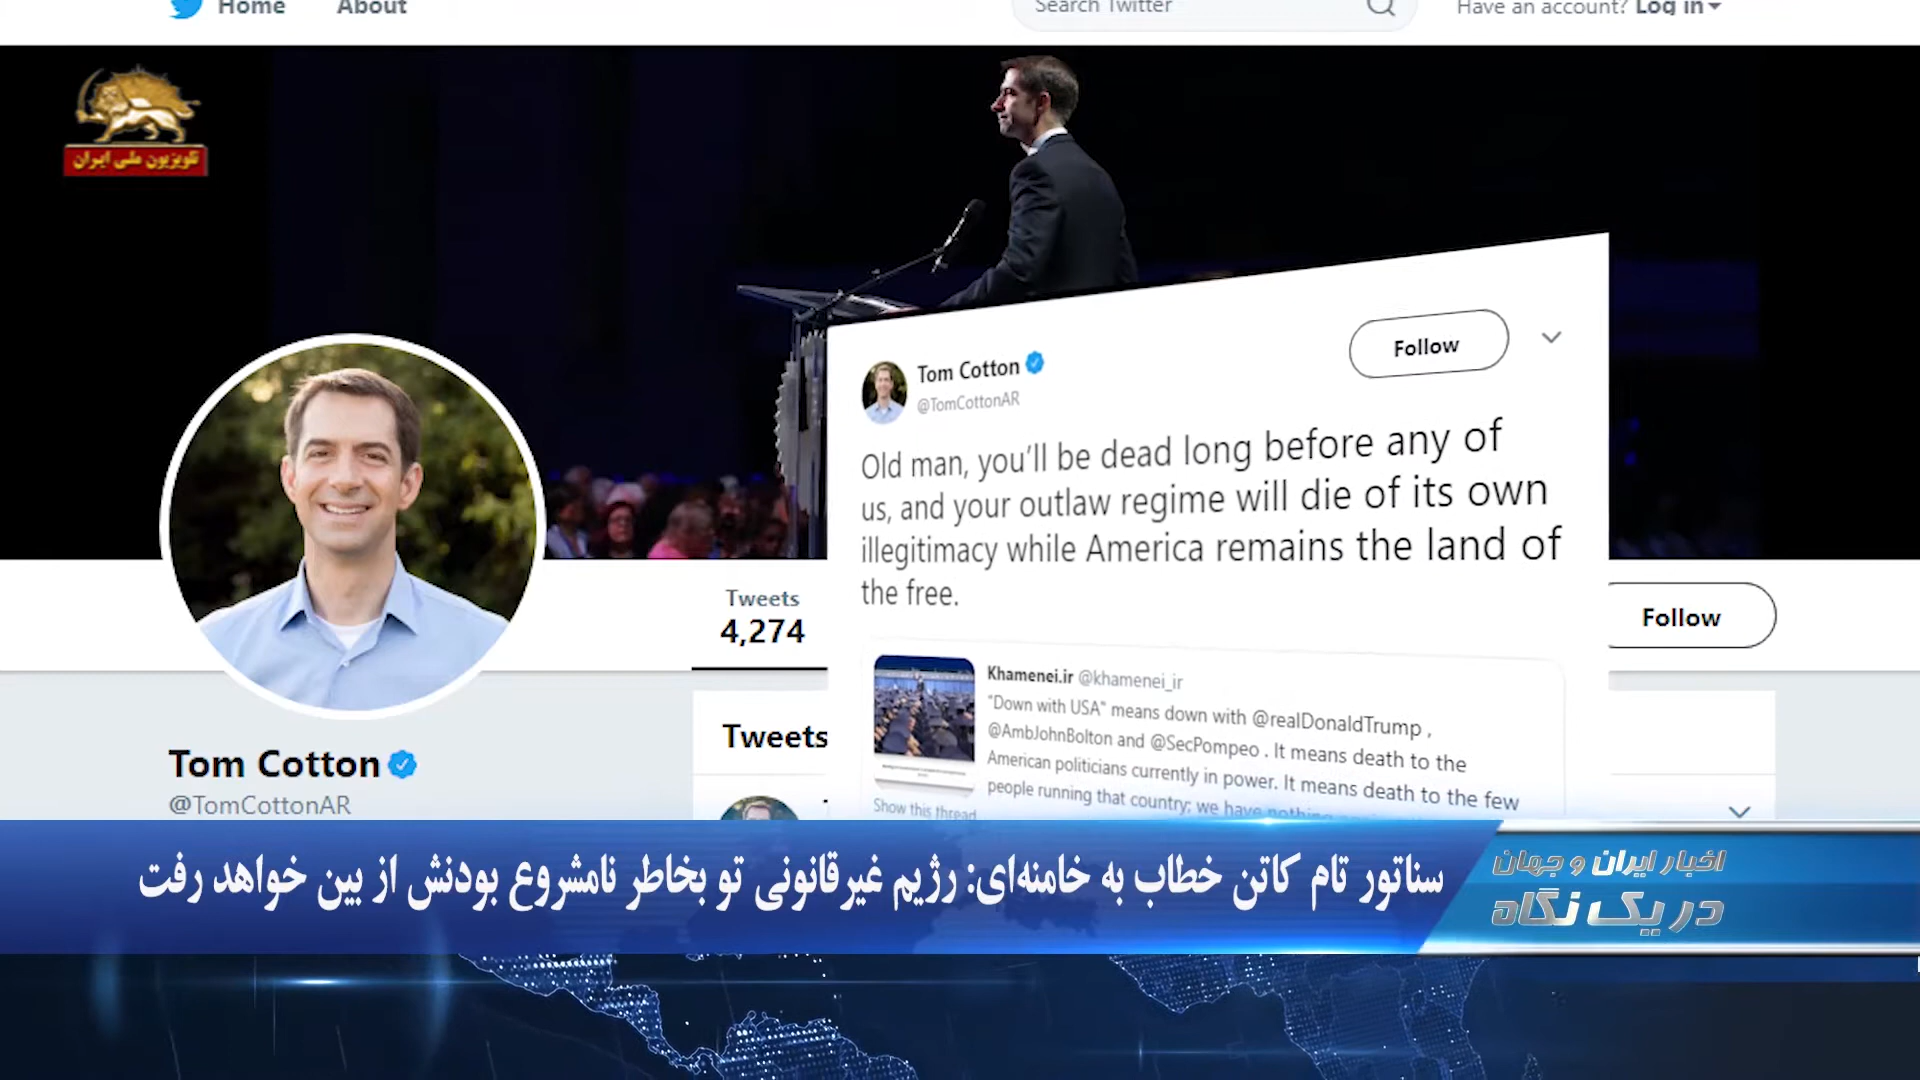 Home About
Search Twitter
Have an account? Log in
تلویزیون ملی ایران
Follow
Tom Cotton
@TomCottonAR
Old man, you'll be dead long before any of
us, and your outlaw regime will die of its own
illegitimacy while America remains the land of
the free.
Khamenei.ir @khamenei_ir
"Down with USA" means down with @realDonaldTrump ,
@AmbJohnBolton and @SecPompeo . It means death to the
American politicians currently in power. It means death to the few
people running that country; we have nothing
Show this thread
Tweets
4,274
Follow
Tweets
Tom Cotton
@TomCottonAR
سناتور تام کاتن خطاب به خامنه‌ای: رژیم غیرقانونی تو بخاطر نامشروع بودنش از بین خواهد رفت
اخبار ایران و جهان
در یک نگاه